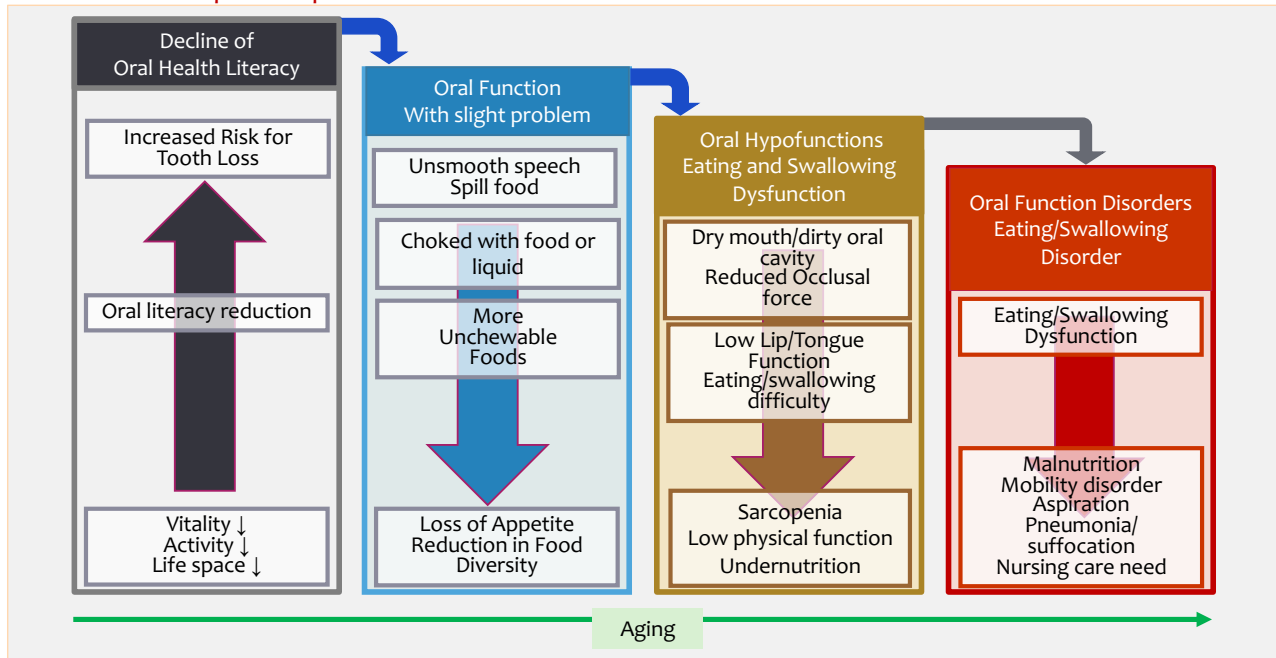 Decline of
Oral Health Literacy
Increased Risk for
Tooth Loss
Oral literacy reduction
Vitality ↓
Activity ↓
Life space ↓
Oral Function
With slight problem
Unsmooth speech
Spill food
Choked with food or
liquid
More
Unchewable
Foods
Loss of Appetite
Reduction in Food
Diversity
Oral Hypofunctions
Eating and Swallowing
Dysfunction
Dry mouth/dirty oral
cavity
Reduced Occlusal
force
Low Lip/Tongue
Function
Eating/swallowing
difficulty
Sarcopenia
Low physical function
Undernutrition
Oral Function Disorders
Eating/Swallowing
Disorder
Eating/Swallowing
Dysfunction
Malnutrition
Mobility disorder
Aspiration
Pneumonia/
suffocation
Nursing care need
Aging